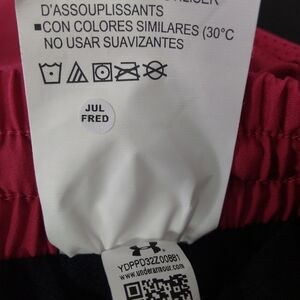 D'ASSOUPLISSANTS
▪CON COLORES SIMILARES (30°C
NO USAR SUAVIZANTES
JUL
FRED
YDPPD32Z00881
www.underarmour.com